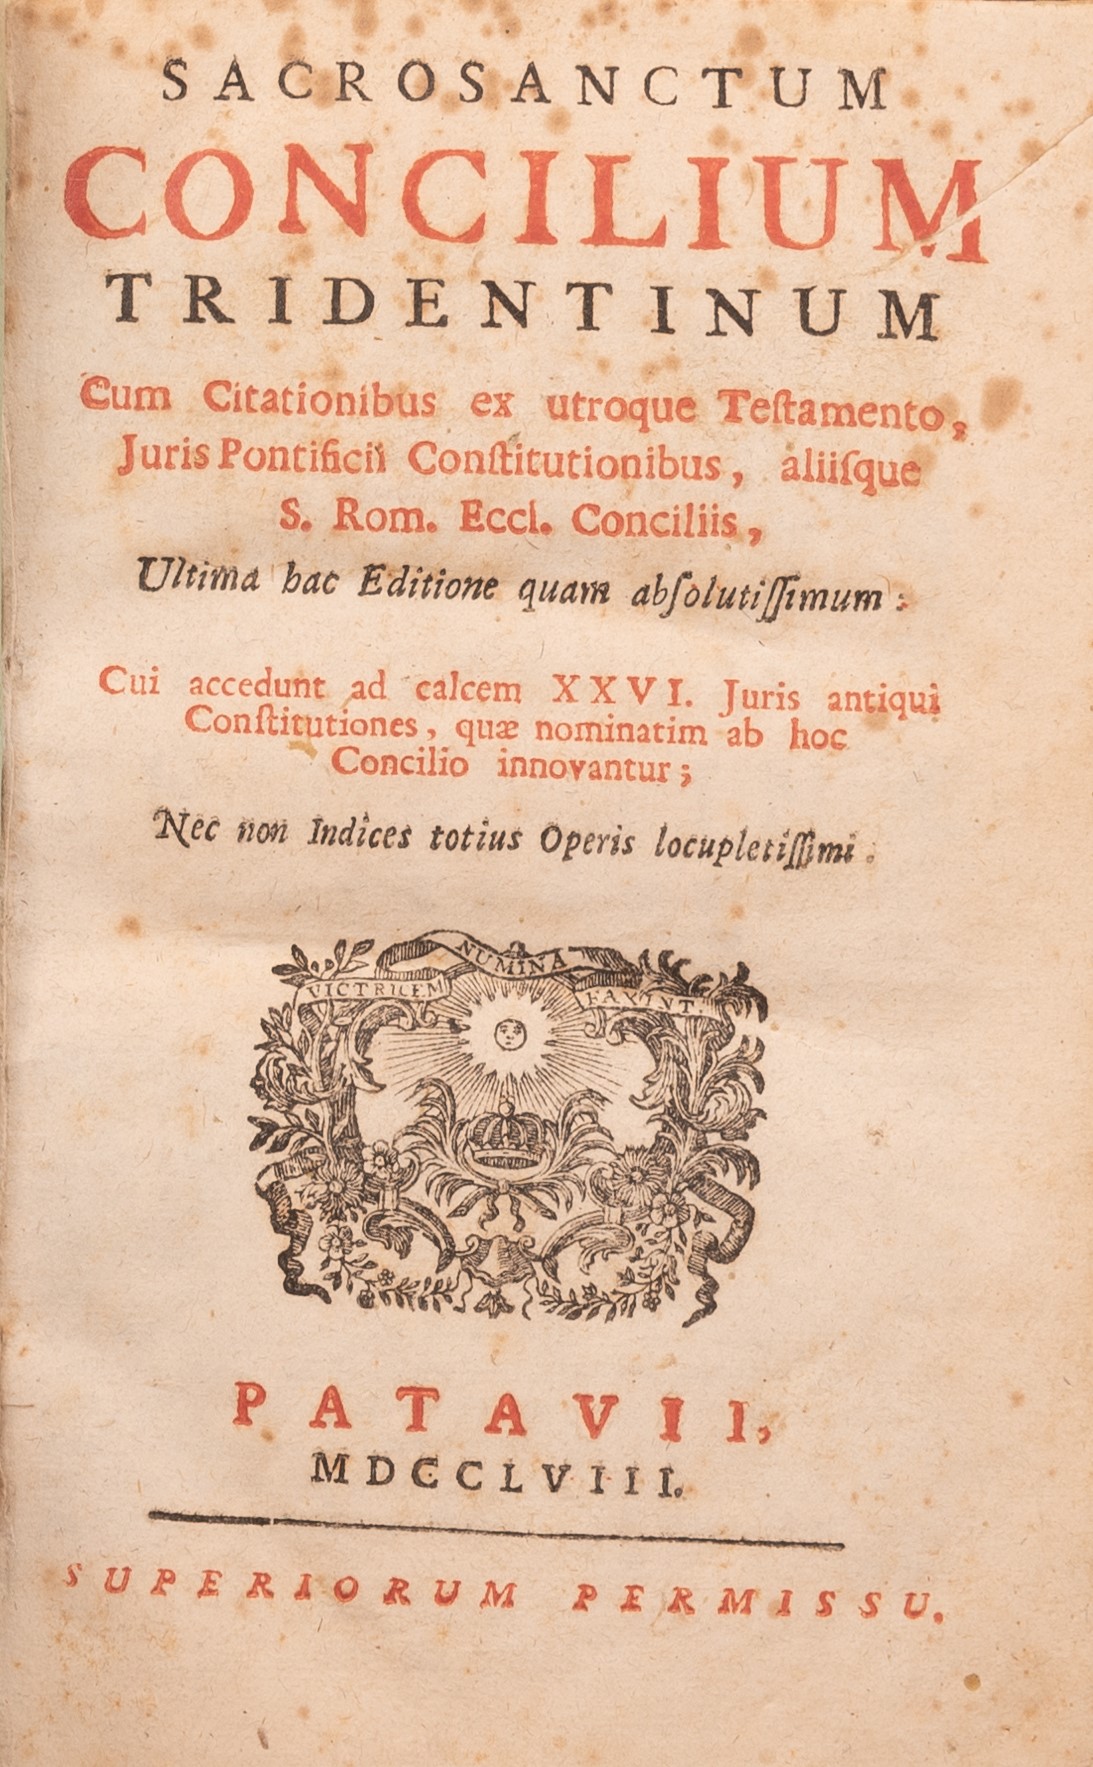 SACROSANCTUM
CONCILIUM
TRIDENTINUM
Cum Citationibus ex utroque Teſtamento,
Juris Pontificii Conſtitutionibus, aliiſque
S. Rom. Eccl. Conciliis,
Ultima hac Editione quam abſolutiſſimum:
Cui accedunt ad calcem XXVI. Juris antiqui
Conſtitutiones, quæ nominatim ab hoc
Concilio innovantur;
Nec non Indices totius Operis locupletiſſimi.
VICTRICEM NUMINA FAXINT
PATAVII,
MDCCLVIII.
SUPERIORUM PERMISSU.